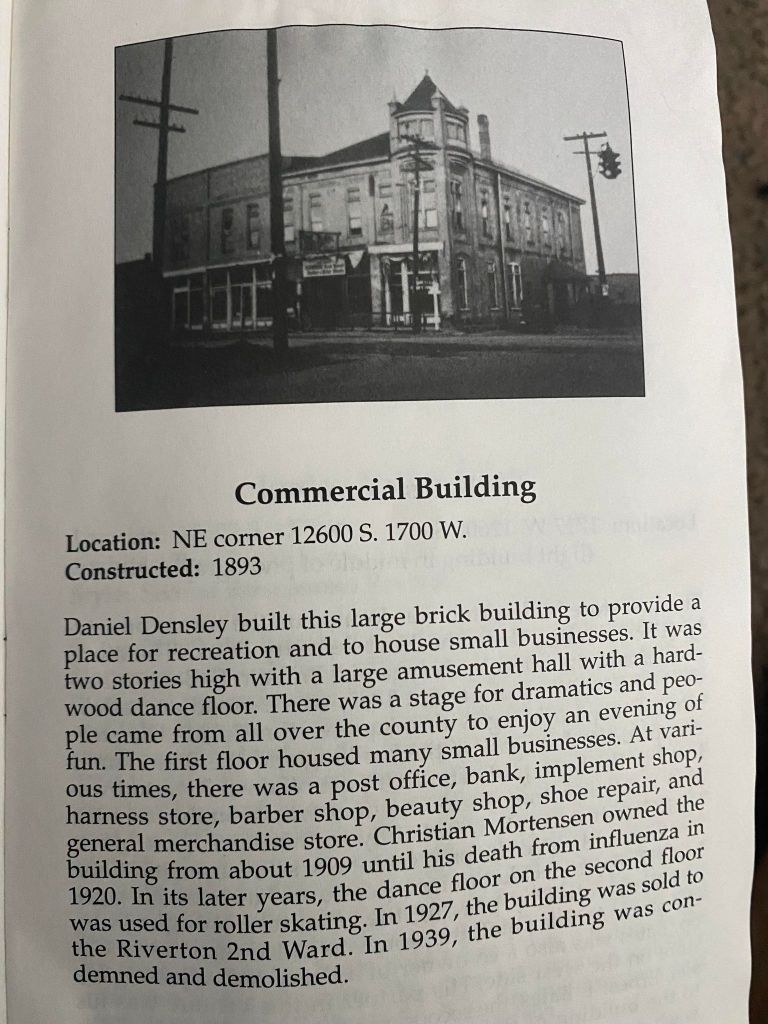 Commercial Building
Location: NE corner 12600 S. 1700 W.
Constructed: 1893
Daniel Densley built this large brick building to provide a
place for recreation and to house small businesses. It was
two stories high with a large amusement hall with a hard-
wood dance floor. There was a stage for dramatics and peo-
ple came from all over the county to enjoy an evening of
fun. The first floor housed many small businesses. At vari-
ous times, there was a post office, bank, implement shop,
harness store, barber shop, beauty shop, shoe repair, and
general merchandise store. Christian Mortensen owned the
building from about 1909 until his death from influenza in
1920. In its later years, the dance floor on the second floor
was used for roller skating. In 1927, the building was sold to
the Riverton 2nd Ward. In 1939, the building was con-
demned and demolished.